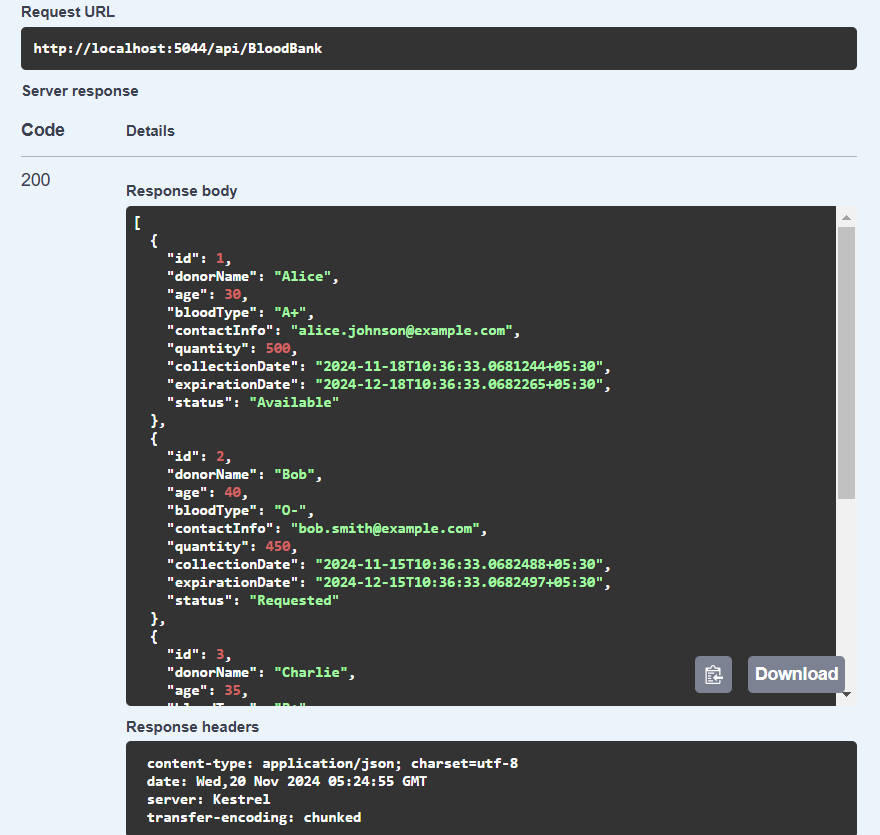 Request URL
http://localhost:5044/api/BloodBank
Server response
Code Details
200
Response body
[
{
"id": 1,
"donorName": "Alice",
"age": 30,
"bloodType": "A+",
"contactInfo": "alice.johnson@example.com",
"quantity": 500,
"collectionDate": "2024-11-18T10:36:33.0681244+05:30",
"expirationDate": "2024-12-18T10:36:33.0682265+05:30",
"status": "Available"
},
{
"id": 2,
"donorName": "Bob",
"age": 40,
"bloodType": "O-",
"contactInfo": "bob.smith@example.com",
"quantity": 450,
"collectionDate": "2024-11-15T10:36:33.0682488+05:30",
"expirationDate": "2024-12-15T10:36:33.0682497+05:30",
"status": "Requested"
},
{
"id": 3,
"donorName": "Charlie",
"age": 35,
Download
Response headers
content-type: application/json; charset=utf-8
date: Wed,20 Nov 2024 05:24:55 GMT
server: Kestrel
transfer-encoding: chunked